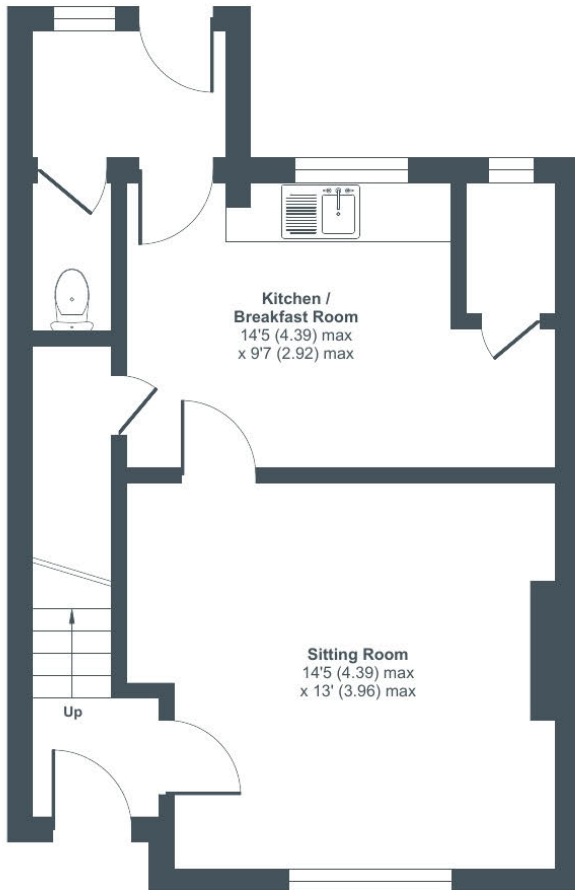 Kitchen /
Breakfast Room
14'5 (4.39) max
x 9'7 (2.92) max
Sitting Room
14'5 (4.39) max
x 13' (3.96) max
Up